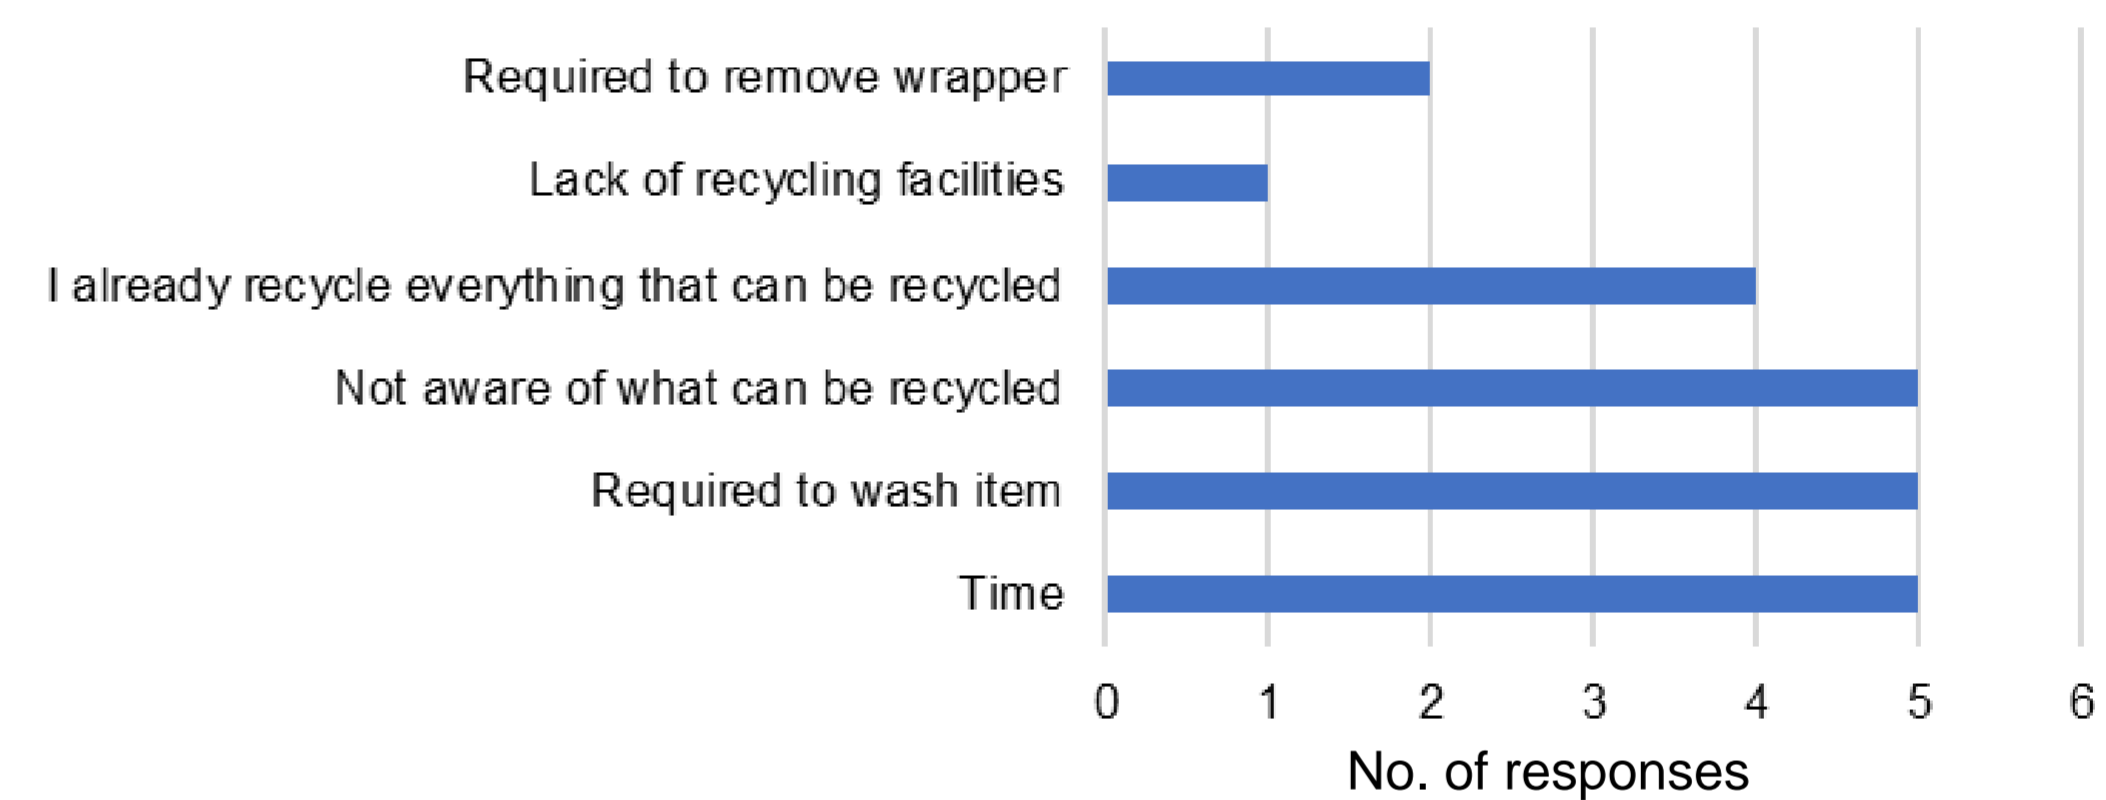 Required to remove wrapper
Lack of recycling facilities
I already recycle everything that can be recycled
Not aware of what can be recycled
Required to wash item
Time
0 1 2 3 4 5 6
No. of responses